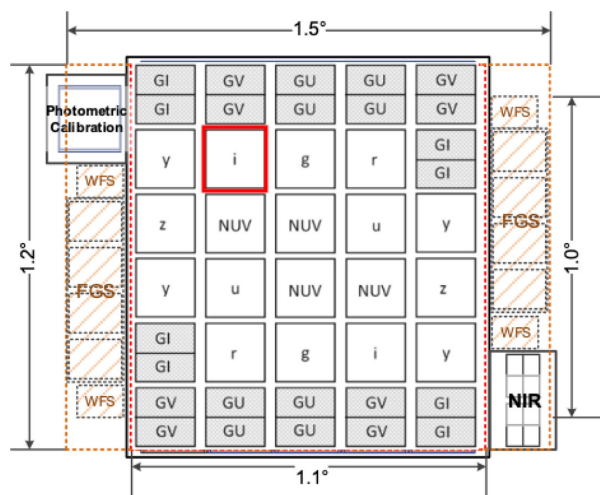 1.5°
GI GV GU GU GV
GI GV GU GU GV
Photometric
Calibration
WFS
y i g r GI
GI
WFS
z NUV NUV u y
FGS
1.2°
1.0°
y u NUV NUV z
FGS
GI
GI r g i y
WFS
WFS
GV GU GU GV GI
GV GU GU GV GI
NIR
1.1°